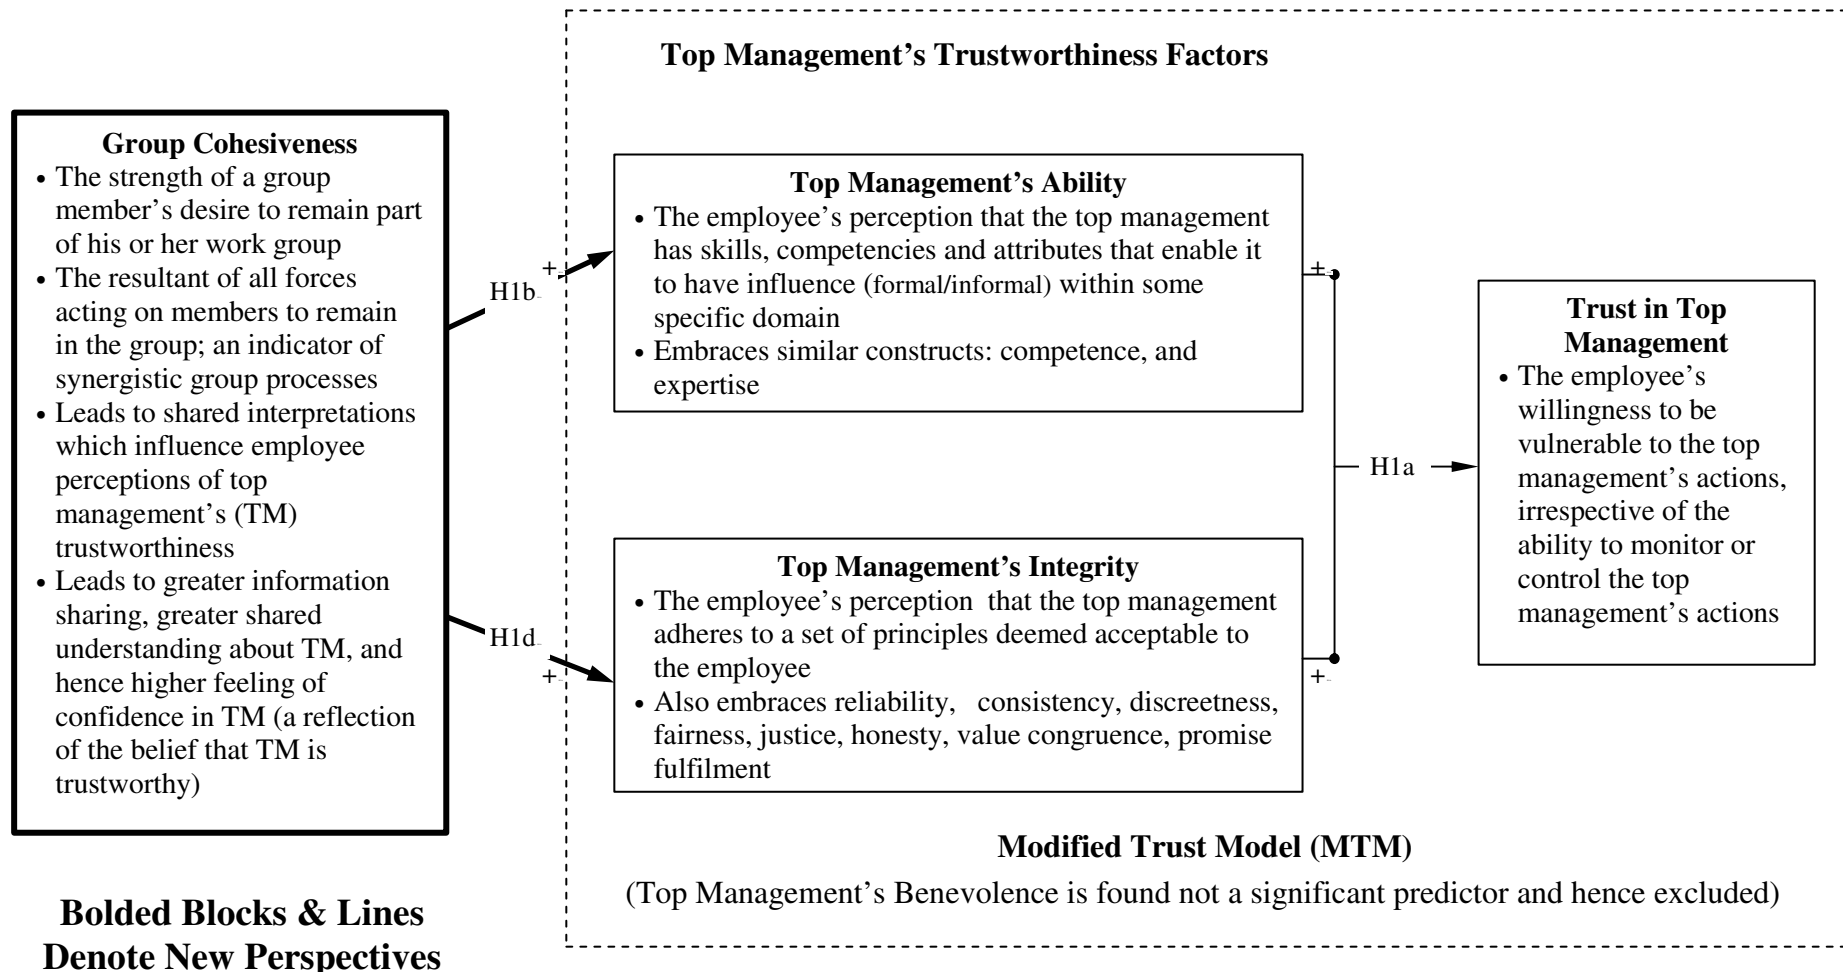 Top Management’s Trustworthiness Factors
Group Cohesiveness
• The strength of a group
member’s desire to remain part
of his or her work group
• The resultant of all forces
acting on members to remain
in the group; an indicator of
synergistic group processes
• Leads to shared interpretations
which influence employee
perceptions of top
management’s (TM)
trustworthiness
• Leads to greater information
sharing, greater shared
understanding about TM, and
hence higher feeling of
confidence in TM (a reflection
of the belief that TM is
trustworthy)
Bolded Blocks & Lines
Denote New Perspectives
+
H1b
H1d
+
Top Management’s Ability
• The employee’s perception that the top management
has skills, competencies and attributes that enable it
to have influence (formal/informal) within some
specific domain
• Embraces similar constructs: competence, and
expertise
+
Top Management’s Integrity
• The employee’s perception that the top management
adheres to a set of principles deemed acceptable to
the employee
• Also embraces reliability, consistency, discreetness,
fairness, justice, honesty, value congruence, promise
fulfilment
+
H1a
Trust in Top
Management
• The employee’s
willingness to be
vulnerable to the top
management’s actions,
irrespective of the
ability to monitor or
control the top
management’s actions
Modified Trust Model (MTM)
(Top Management’s Benevolence is found not a significant predictor and hence excluded)